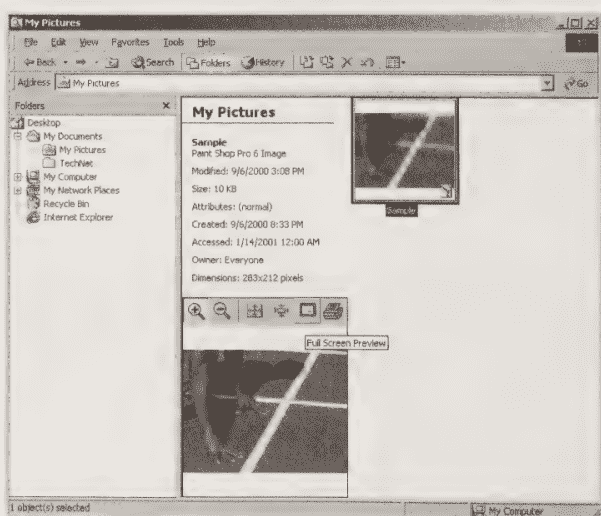 My Pictures
File Edit View Favorites Tools Help
Back Search Folders History
Address My Pictures Go
Folders
Desktop
My Documents
My Pictures
TechNet
My Computer
My Network Places
Recycle Bin
Internet Explorer
My Pictures
Sample
Paint Shop Pro 6 Image
Modified: 9/6/2000 3:08 PM
Size: 10 KB
Attributes: (normal)
Created: 9/6/2000 8:33 PM
Accessed: 1/14/2001 12:00 AM
Owner: Everyone
Dimensions: 283x212 pixels
Full Screen Preview
Sample
1 object(s) selected
My Computer